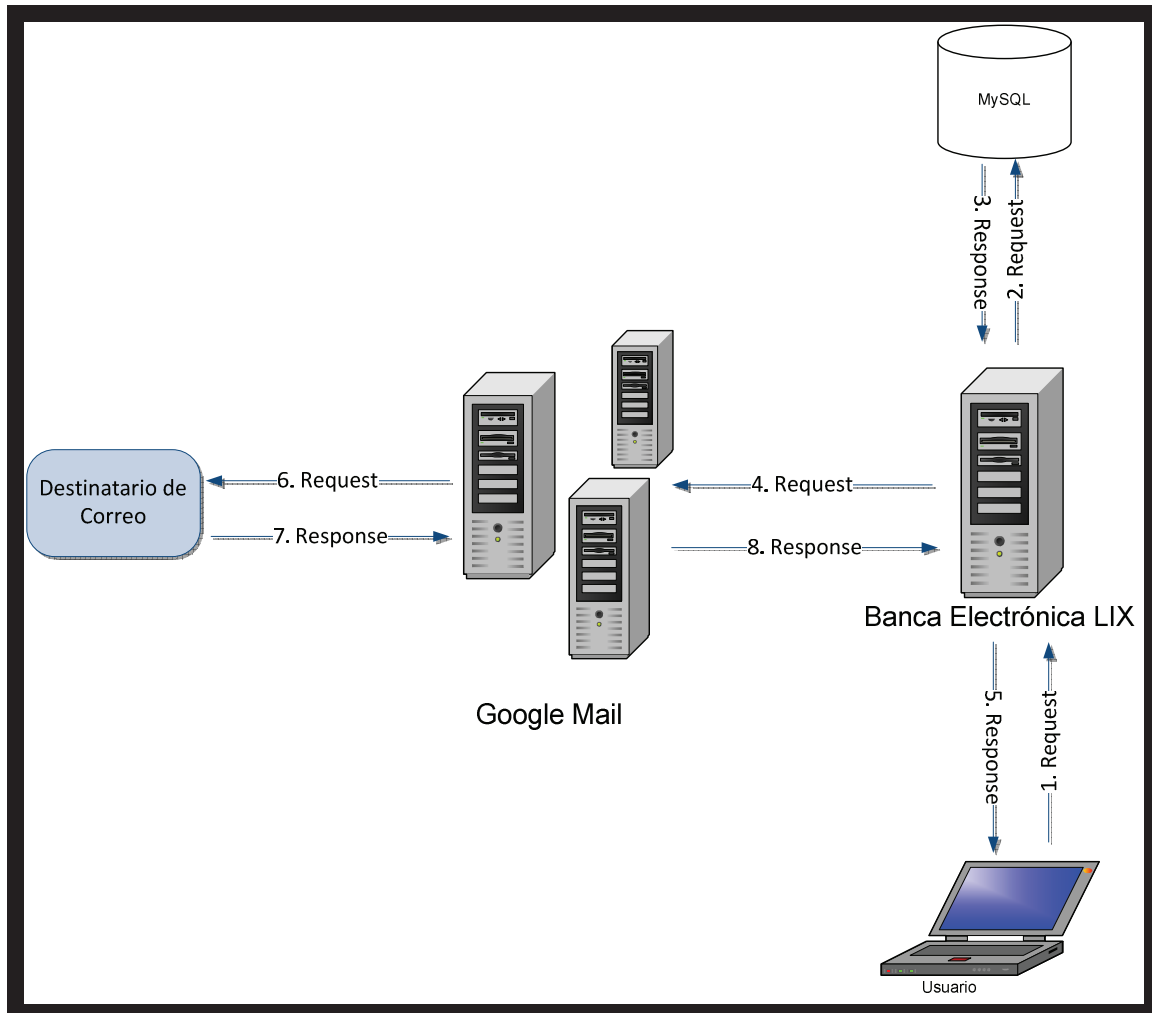 MySQL
3. Response
2. Request
Destinatario de
Correo
6. Request
7. Response
4. Request
8. Response
Banca Electrónica LIX
Google Mail
5. Response
1. Request
Usuario